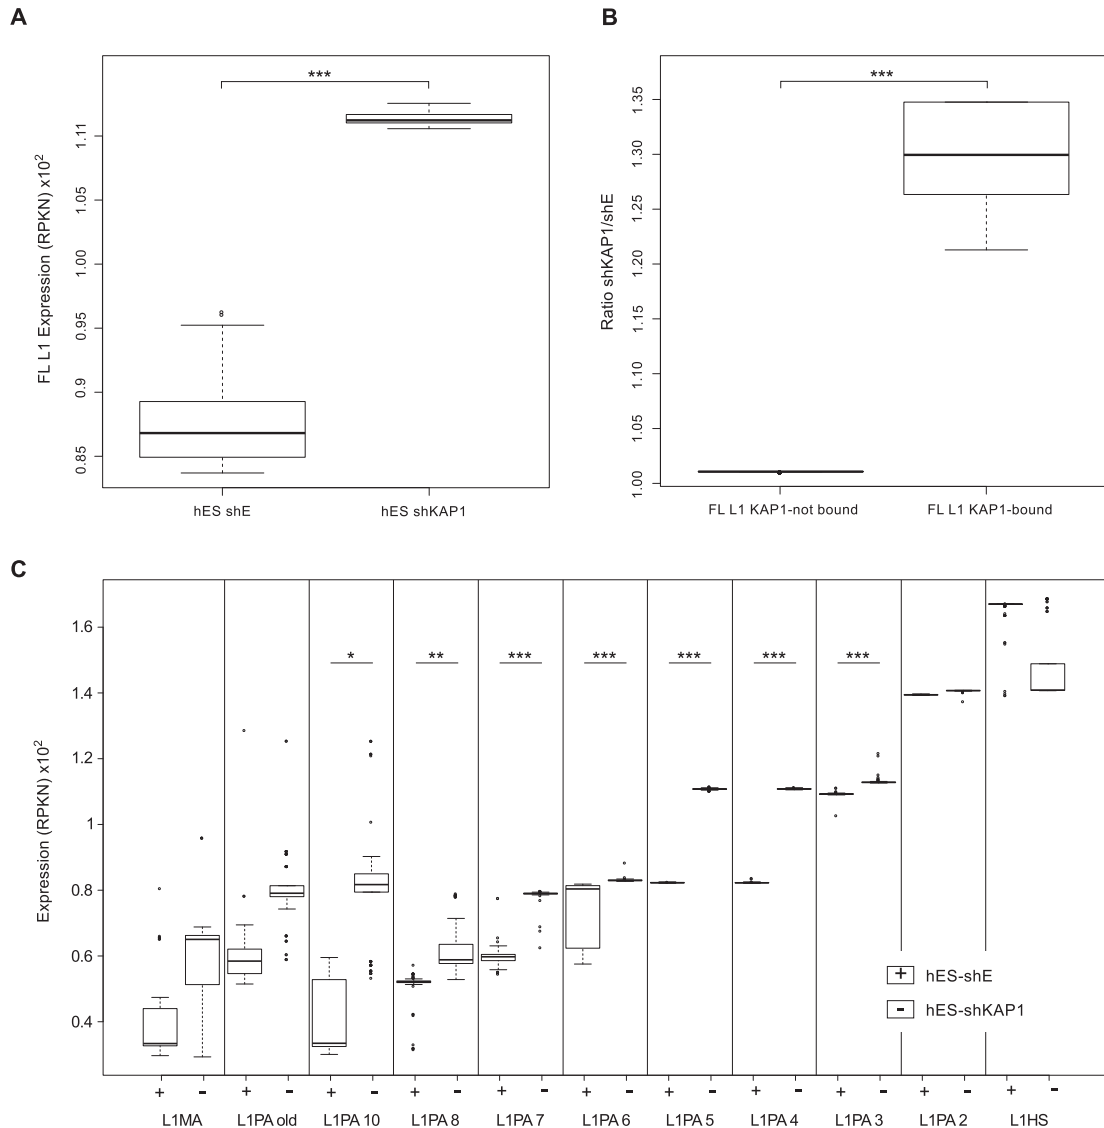 A
***
FL L1 Expression (RPKN) x10²
1.11
1.05
1.00
0.95
0.9
0.85
hES shE
hES shKAP1
B
***
Ratio shKAP1/shE
1.35
1.30
1.25
1.20
1.15
1.10
1.05
1.00
FL L1 KAP1-not bound
FL L1 KAP1-bound
C
Expression (RPKN) x10²
1.6
1.4
1.2
1
0.8
0.6
0.4
* ** *** *** *** *** ***
+ hES-shE
- hES-shKAP1
+ - + - + - + - + - + - + - + - + - + - + -
L1MA L1PA old L1PA 10 L1PA 8 L1PA 7 L1PA 6 L1PA 5 L1PA 4 L1PA 3 L1PA 2 L1HS